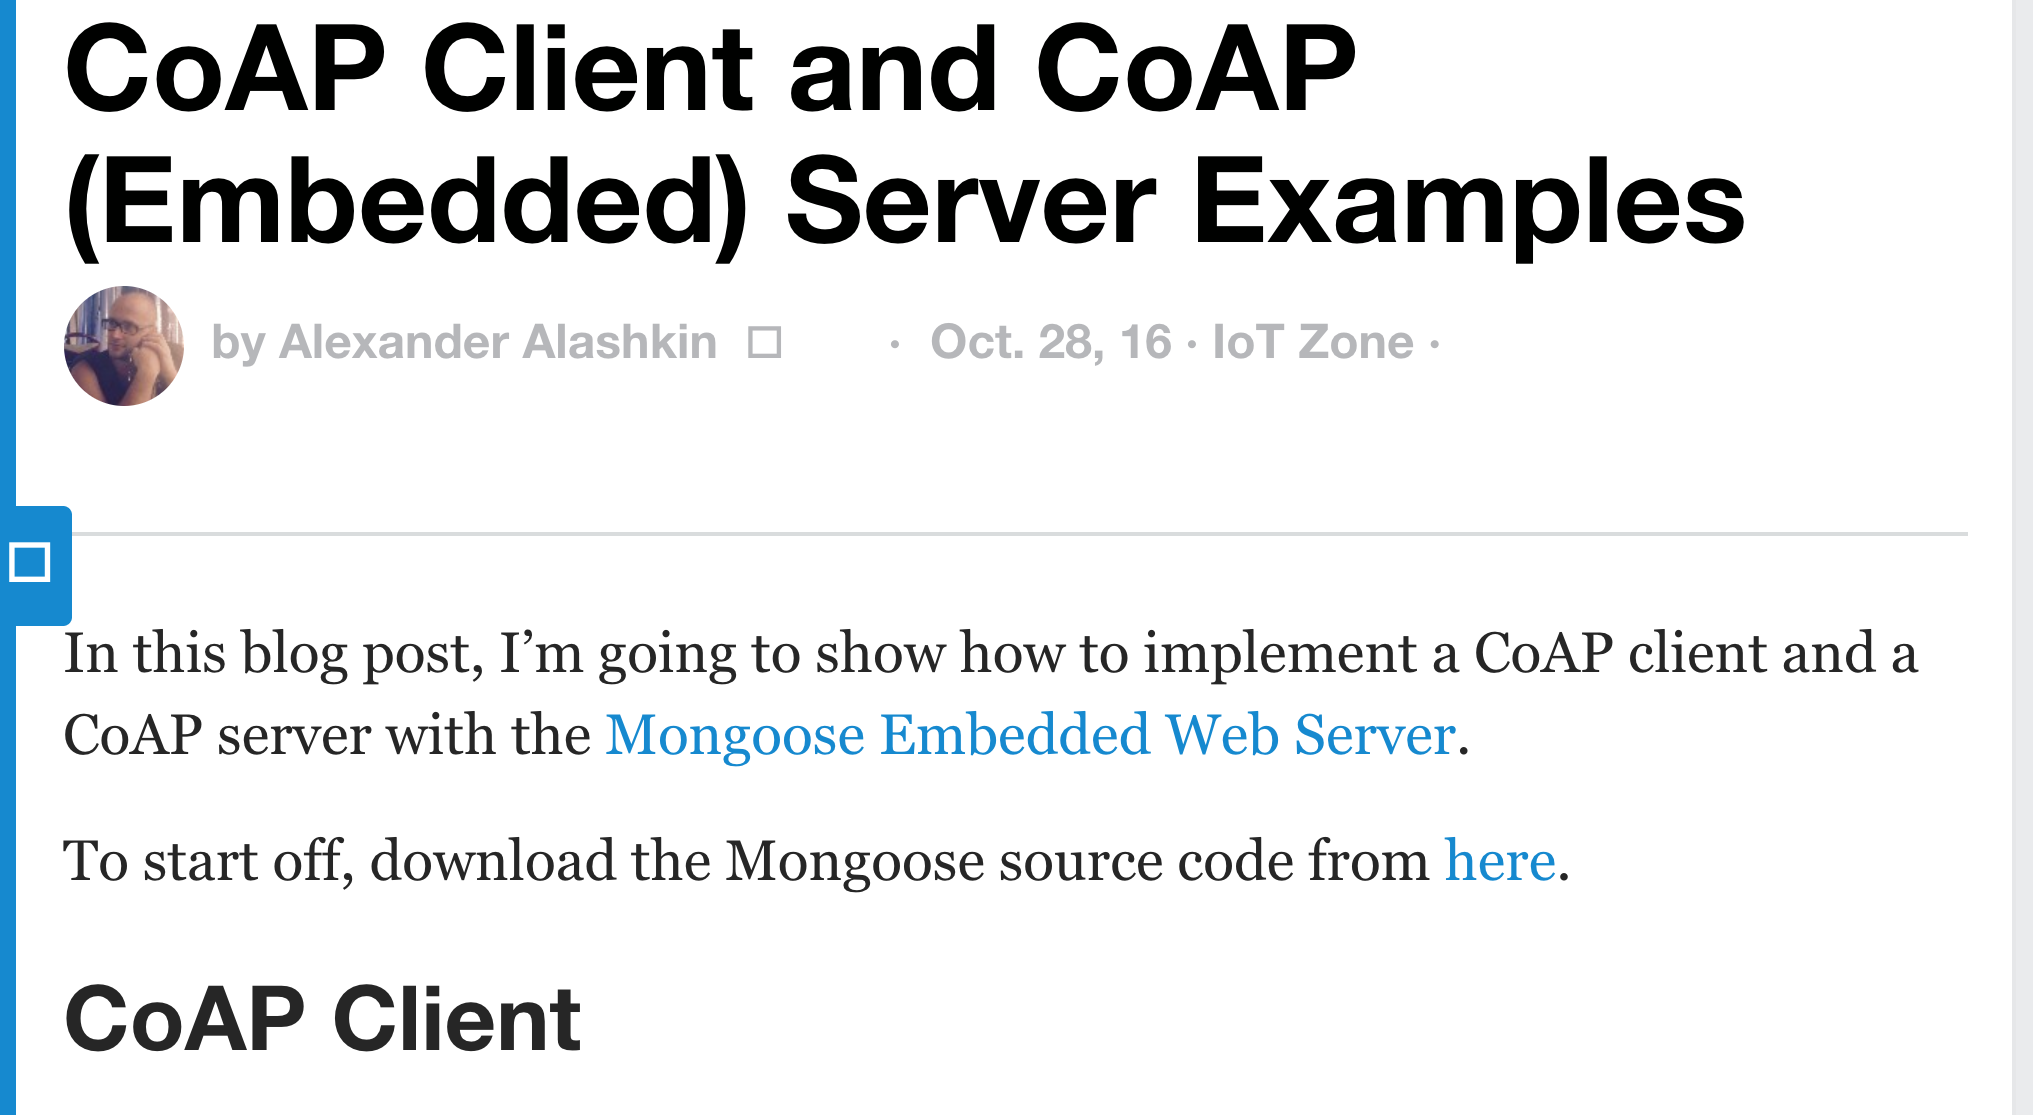 CoAP Client and CoAP
(Embedded) Server Examples
by Alexander Alashkin · Oct. 28, 16 · IoT Zone ·
In this blog post, I’m going to show how to implement a CoAP client and a
CoAP server with the Mongoose Embedded Web Server.
To start off, download the Mongoose source code from here.
CoAP Client